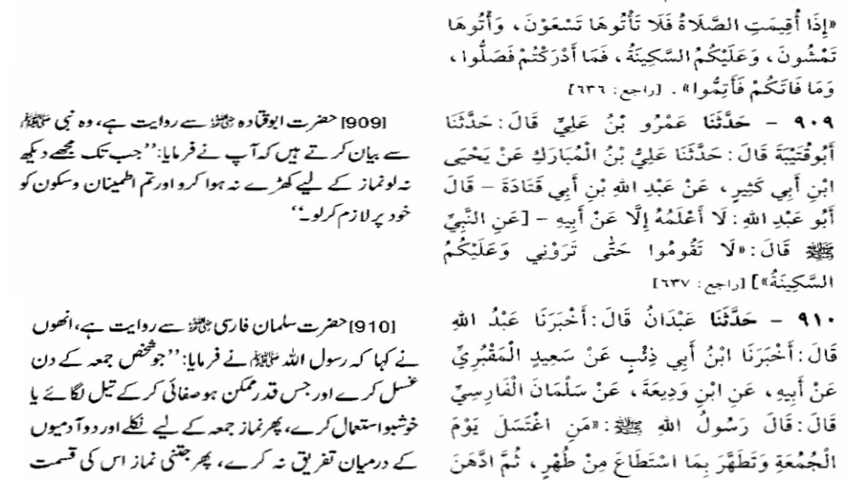 «إِذَا أُقِيمَتِ الصَّلَاةُ فَلَا تَأْتُوهَا تَسْعَوْنَ، وَأْتُوهَا
تَمْشُونَ، وَعَلَيْكُمُ السَّكِينَةُ، فَمَا أَدْرَكْتُمْ فَصَلُّوا،
وَمَا فَاتَكُمْ فَأَتِمُّوا». [راجع: ٦٣٦]
٩٠٩ - حَدَّثَنَا عَمْرُو بْنُ عَلِيٍّ قَالَ: حَدَّثَنَا
أَبُو قُتَيْبَةَ قَالَ: حَدَّثَنَا عَلِيُّ بْنُ الْمُبَارَكِ عَنْ يَحْيَى
ابْنِ أَبِي كَثِيرٍ، عَنْ عَبْدِ اللهِ بْنِ أَبِي قَتَادَةَ - قَالَ
أَبُو عَبْدِ اللهِ: لَا أَعْلَمُهُ إِلَّا عَنْ أَبِيهِ - [عَنِ النَّبِيِّ
ﷺ قَالَ: «لَا تَقُومُوا حَتَّى تَرَوْنِي وَعَلَيْكُمُ
السَّكِينَةُ»] [راجع: ٦٣٧]
[909] حضرت ابوقتادہ ؓ سے روایت ہے، وہ نبی ﷺ
سے بیان کرتے ہیں کہ آپ نے فرمایا: ’’جب تک مجھے دیکھ
نہ لو نماز کے لیے کھڑے نہ ہوا کرو اور تم اطمینان وسکون کو
خود پر لازم کر لو۔‘‘
٩١٠ - حَدَّثَنَا عَبْدَانُ قَالَ: أَخْبَرَنَا عَبْدُ اللهِ
قَالَ: أَخْبَرَنَا ابْنُ أَبِي ذِئْبٍ عَنْ سَعِيدٍ الْمَقْبُرِيِّ
عَنْ أَبِيهِ، عَنِ ابْنِ وَدِيعَةَ، عَنْ سَلْمَانَ الْفَارِسِيِّ
قَالَ: قَالَ رَسُولُ اللهِ ﷺ: «مَنِ اغْتَسَلَ يَوْمَ
الْجُمُعَةِ وَتَطَهَّرَ بِمَا اسْتَطَاعَ مِنْ طُهْرٍ، ثُمَّ ادَّهَنَ
[910] حضرت سلمان فارسی ؓ سے روایت ہے، انھوں
نے کہا کہ رسول اللہ ﷺ نے فرمایا: ’’جو شخص جمعہ کے دن
غسل کرے اور جس قدر ممکن ہو صفائی کر کے تیل لگائے یا
خوشبو استعمال کرے، پھر نماز جمعہ کے لیے نکلے اور دو آدمیوں
کے درمیان تفریق نہ کرے، پھر جتنی نماز اس کی قسمت